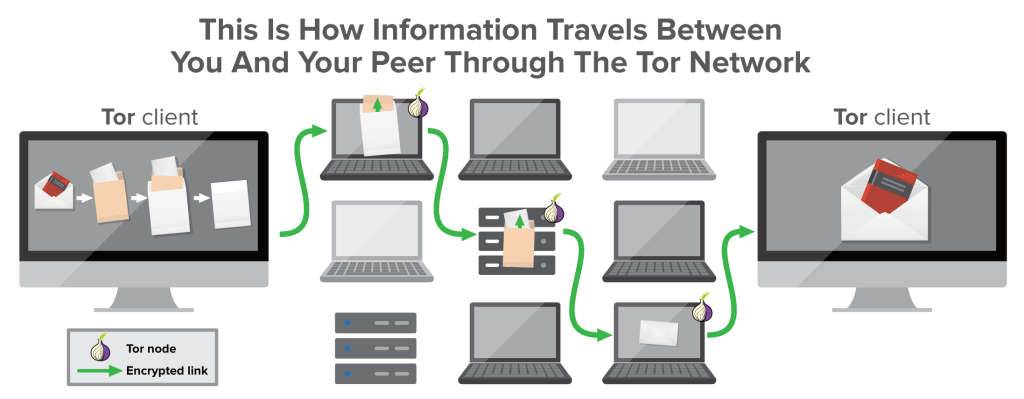 This Is How Information Travels Between
You And Your Peer Through The Tor Network
Tor client
Tor client
Tor node
Encrypted link